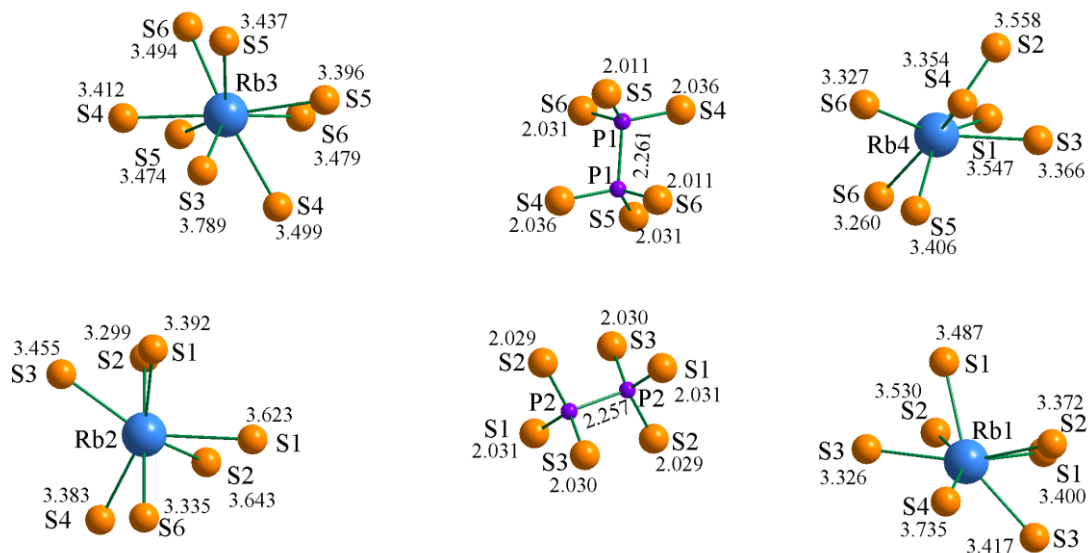 S6
3.494
3.437
S5
Rb3
3.412
S4
3.396
S5
S6
3.479
S5
3.474
S3
3.789
S4
3.499
2.011
S5
S6
2.031
2.036
S4
P1
2.261
P1
S4
2.036
2.011
S6
S5
2.031
3.558
S2
3.354
S4
3.327
S6
Rb4
S1
3.547
S3
3.366
S6
3.260
S5
3.406
3.455
S3
3.299
S2
3.392
S1
Rb2
3.623
S1
S2
3.643
3.383
S4
3.335
S6
2.029
S2
2.030
S3
S1
2.031
P2
P2
2.257
S1
2.031
S3
2.030
S2
2.029
3.487
S1
3.530
S2
Rb1
3.372
S2
S3
3.326
S1
3.400
S4
3.735
3.417
S3